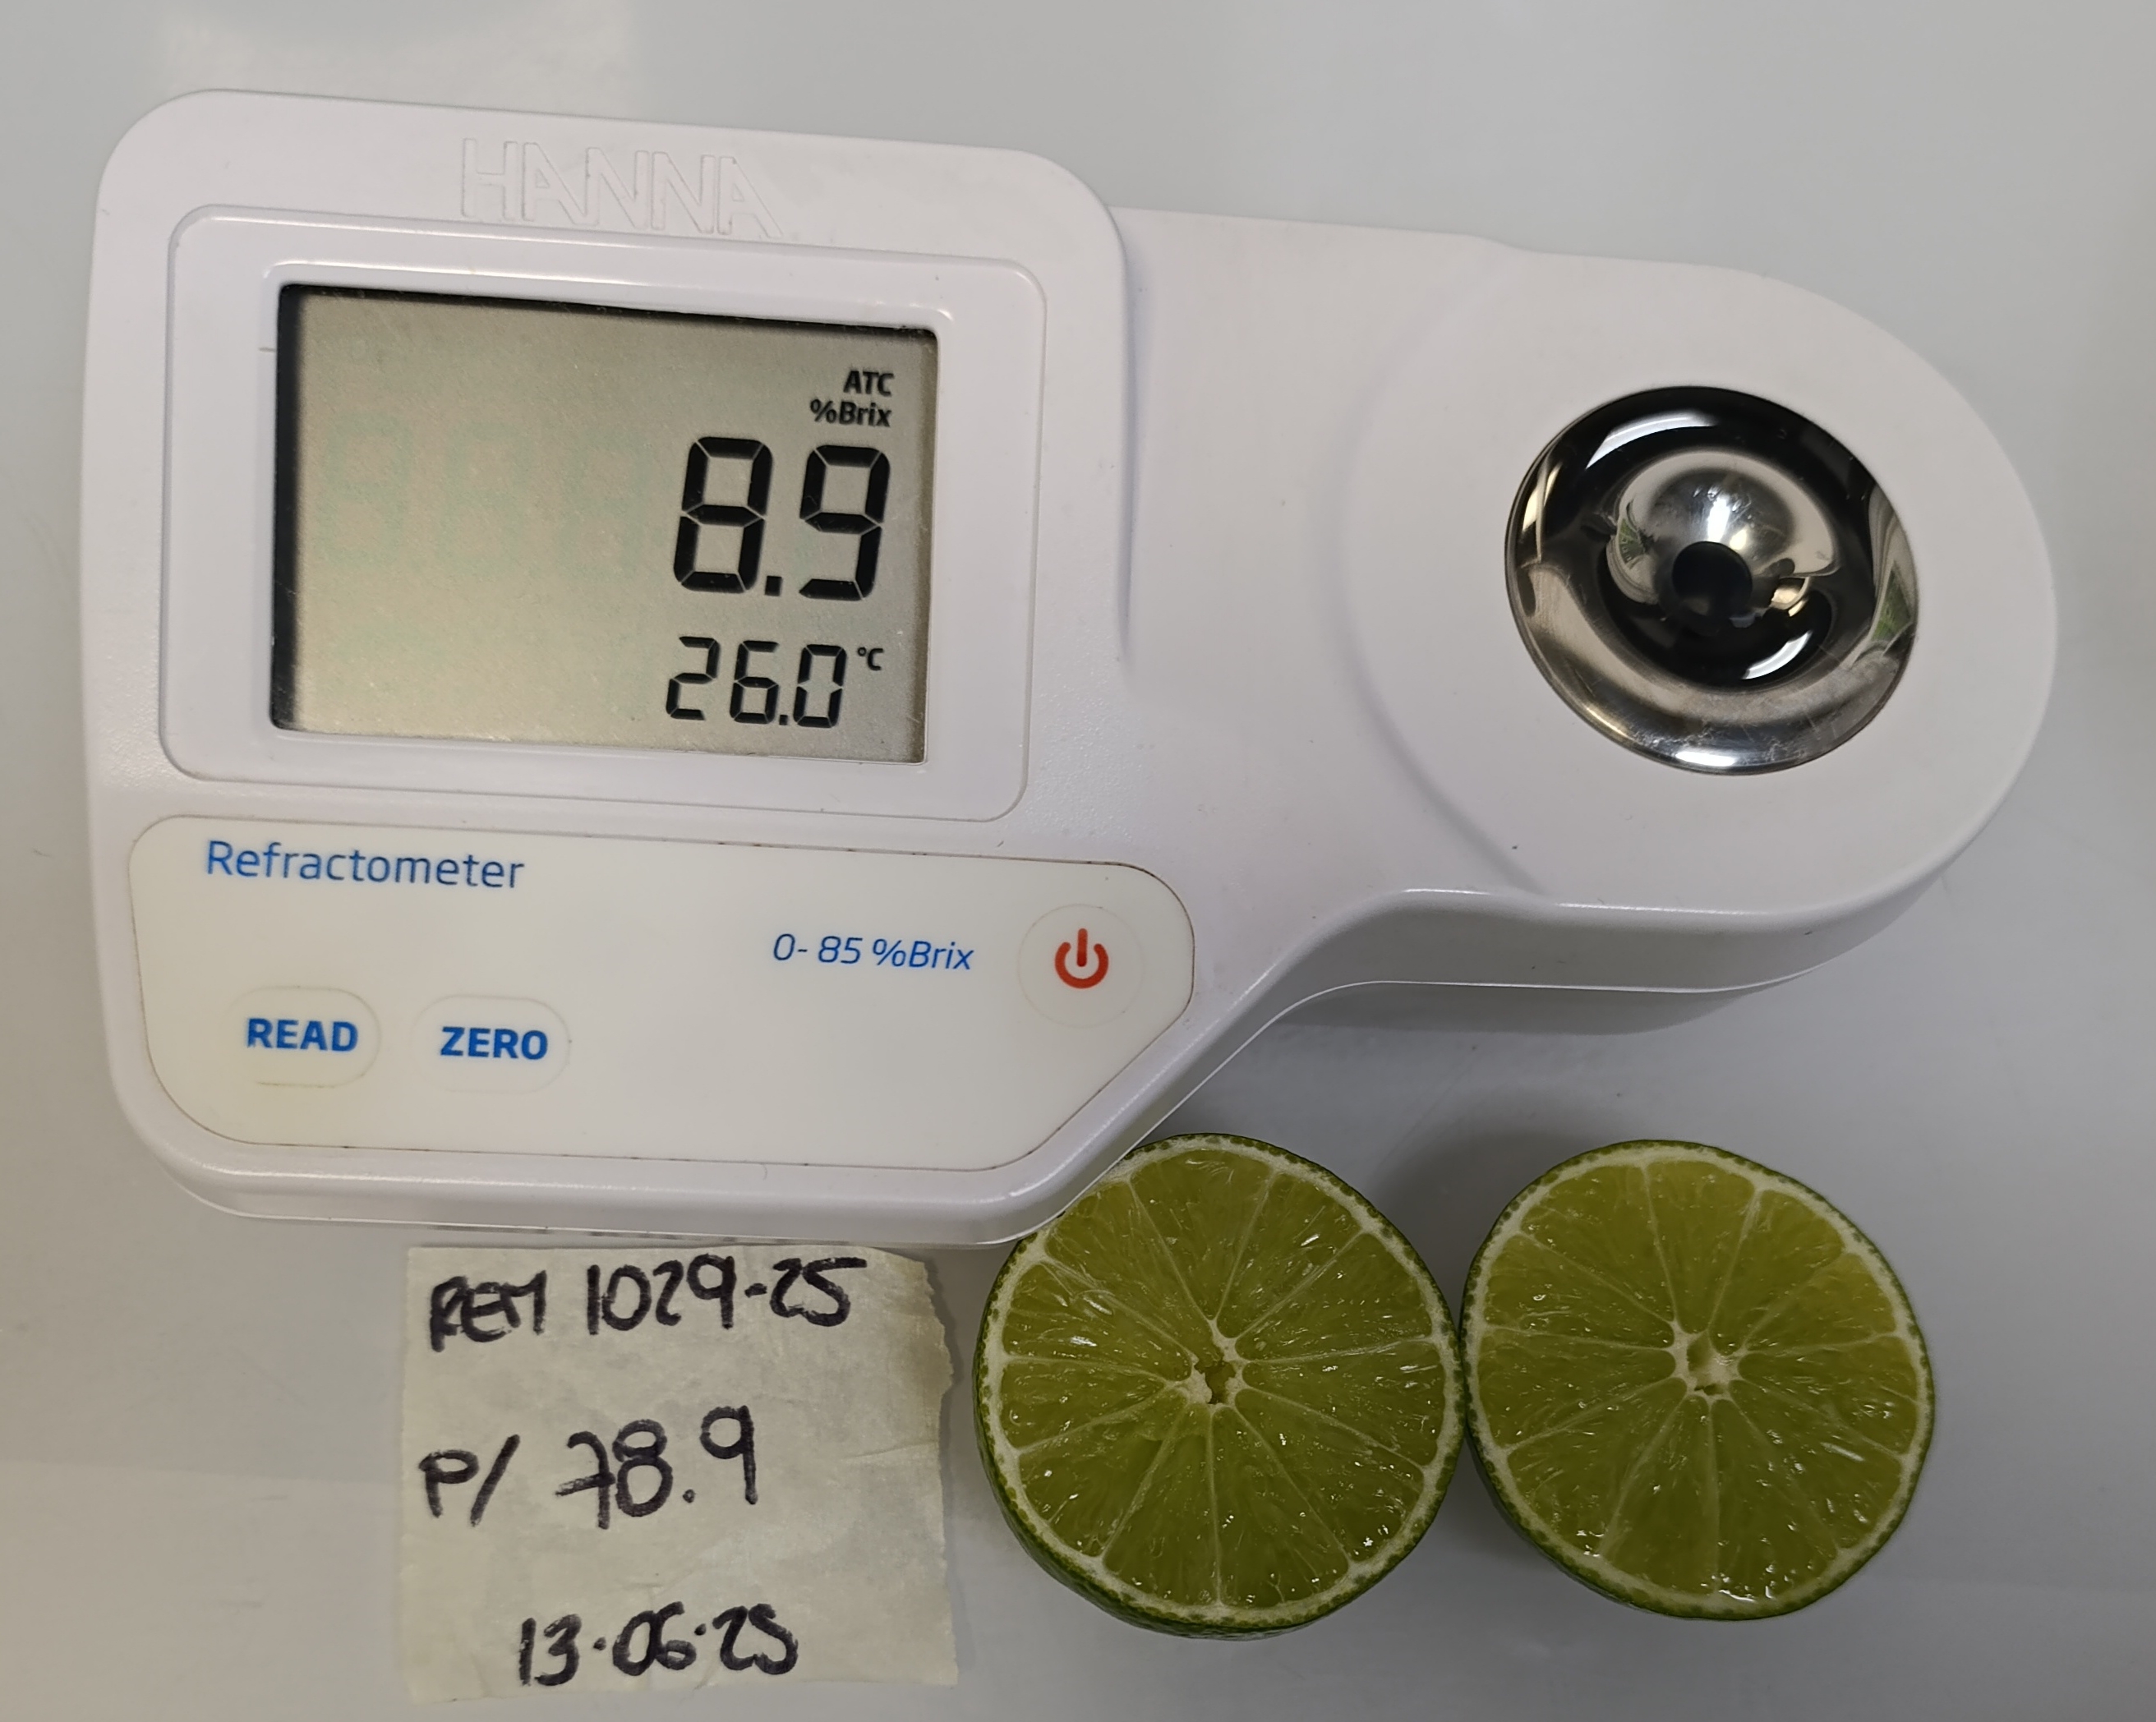 HANNA
ATC
%Brix
8.9
26.0 °C
Refractometer
0- 85 %Brix
READ ZERO
REM 1029-25
P/ 78.9
13-06-25